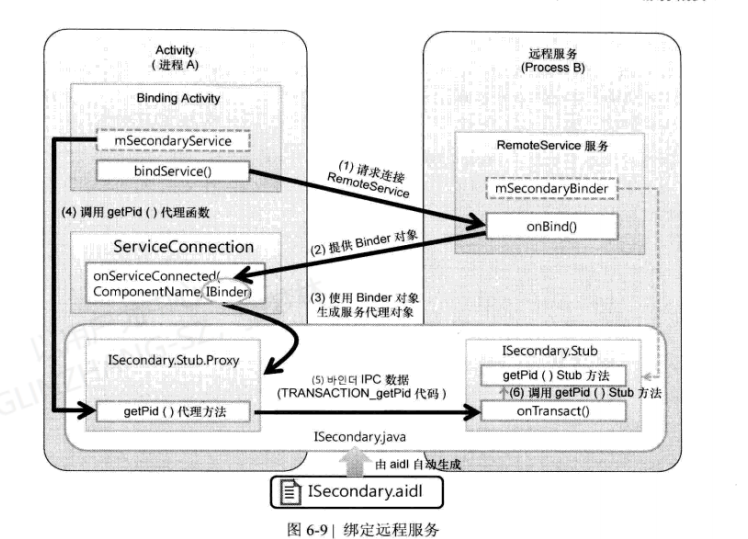 Activity
(进程 A)
Binding Activity
mSecondaryService
bindService()
远程服务
(Process B)
RemoteService 服务
mSecondaryBinder
onBind()
(1) 请求连接
RemoteService
(4) 调用 getPid ( ) 代理函数
(2) 提供 Binder 对象
ServiceConnection
onServiceConnected(
ComponentName, IBinder)
(3) 使用 Binder 对象
生成服务代理对象
ISecondary.Stub.Proxy
getPid ( ) 代理方法
(5) 바인더 IPC 数据
(TRANSACTION_getPid 代码 )
ISecondary.Stub
getPid ( ) Stub 方法
(6) 调用 getPid ( ) Stub 方法
onTransact()
ISecondary.java
由 aidl 自动生成
ISecondary.aidl
图 6-9 | 绑定远程服务